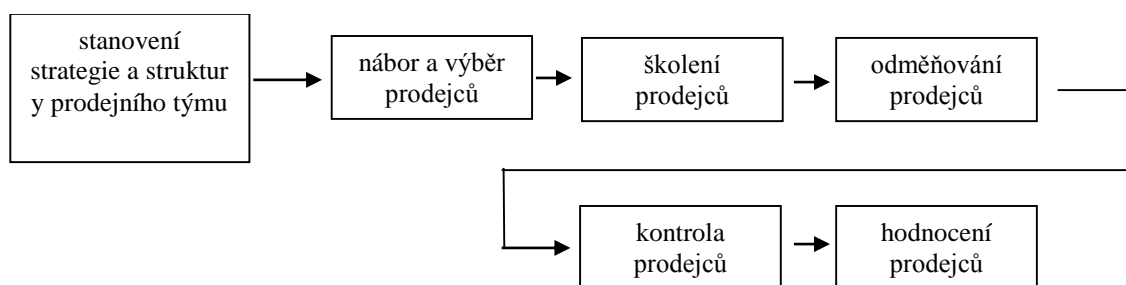 stanovení
strategie a struktur
y prodejního týmu
nábor a výběr
prodejců
školení
prodejců
odměňování
prodejců
kontrola
prodejců
hodnocení
prodejců